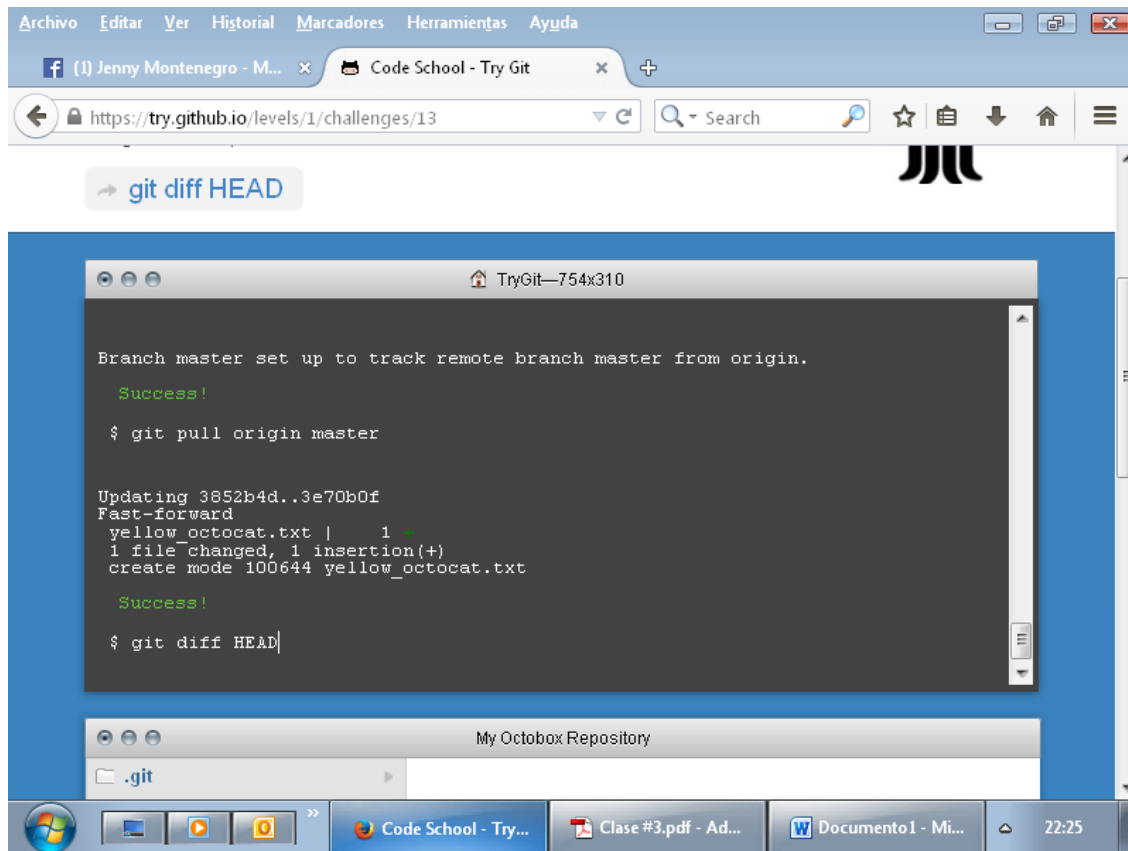 Archivo Editar Ver Historial Marcadores Herramientas Ayuda
(1) Jenny Montenegro - M... Code School - Try Git
https://try.github.io/levels/1/challenges/13 Search
git diff HEAD
TryGit—754x310
Branch master set up to track remote branch master from origin.
Success!
$ git pull origin master
Updating 3852b4d..3e70b0f
Fast-forward
yellow_octocat.txt | 1 +
1 file changed, 1 insertion(+)
create mode 100644 yellow_octocat.txt
Success!
$ git diff HEAD
My Octobox Repository
.git
Code School - Try... Clase #3.pdf - Ad... Documento1 - Mi... 22:25